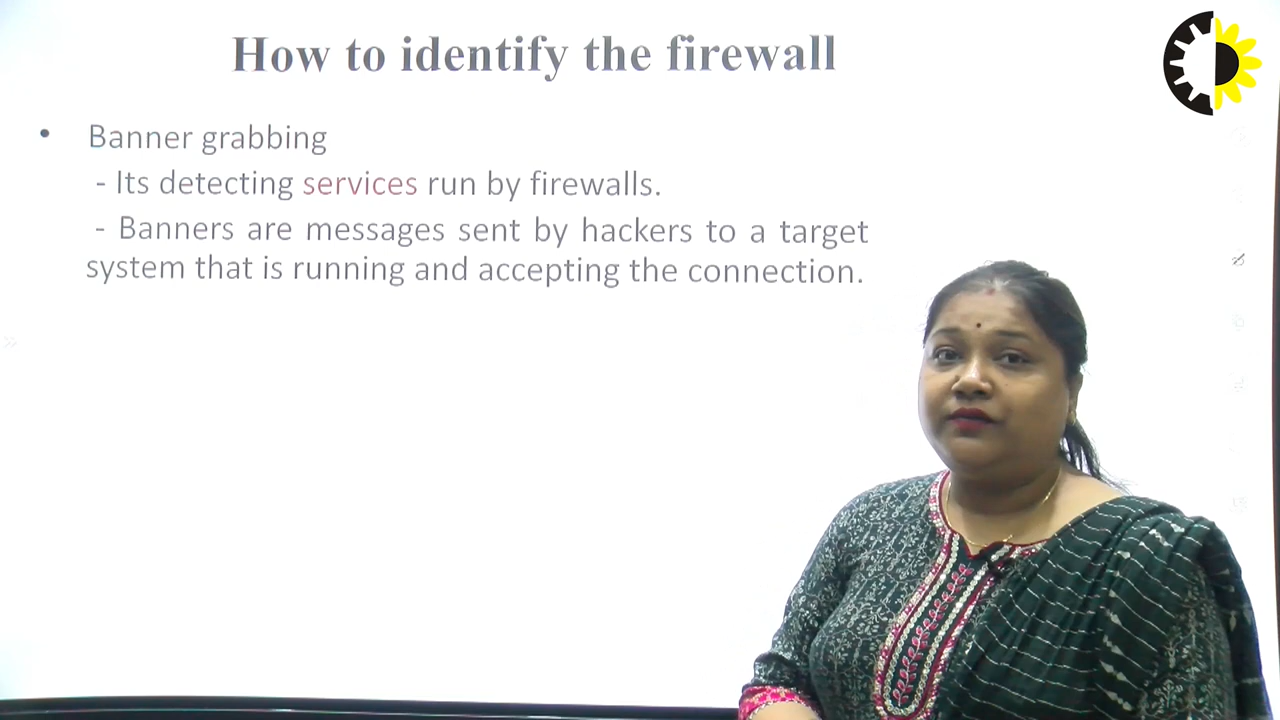 How to identify the firewall
• Banner grabbing
- Its detecting services run by firewalls.
- Banners are messages sent by hackers to a target
system that is running and accepting the connection.